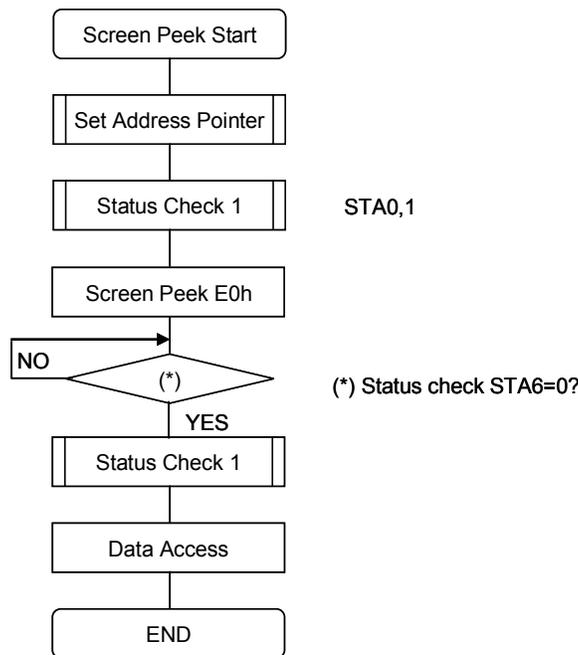 Screen Peek Start
Set Address Pointer
Status Check 1
STA0,1
Screen Peek E0h
NO
(*)
(*) Status check STA6=0?
YES
Status Check 1
Data Access
END